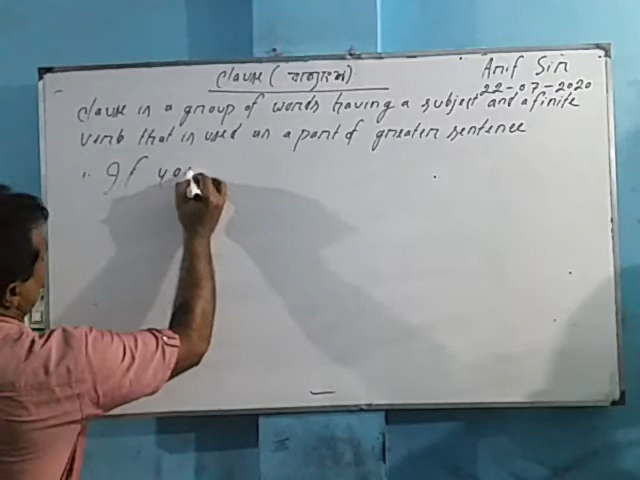 Clause (বাক্যাংশ)
Arif Sir
22-07-2020
Clause is a group of words having a subject and a finite
verb that is used as a part of greater sentence
1. If you